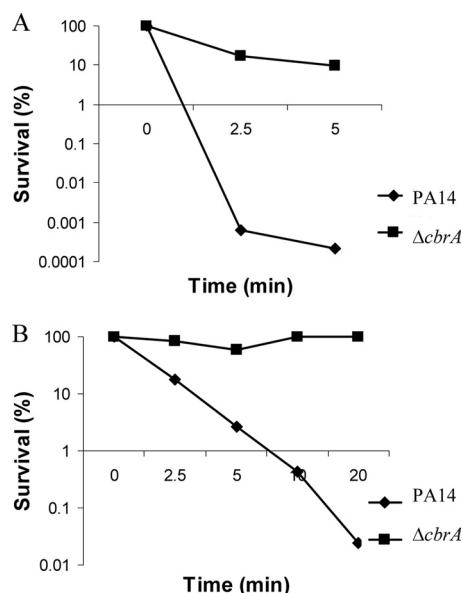 A
100
10
1
0.1
0.01
0.001
0.0001
Survival (%)
0 2.5 5
Time (min)
PA14
ΔcbrA
B
100
10
1
0.1
0.01
Survival (%)
0 2.5 5 10 20
Time (min)
PA14
ΔcbrA